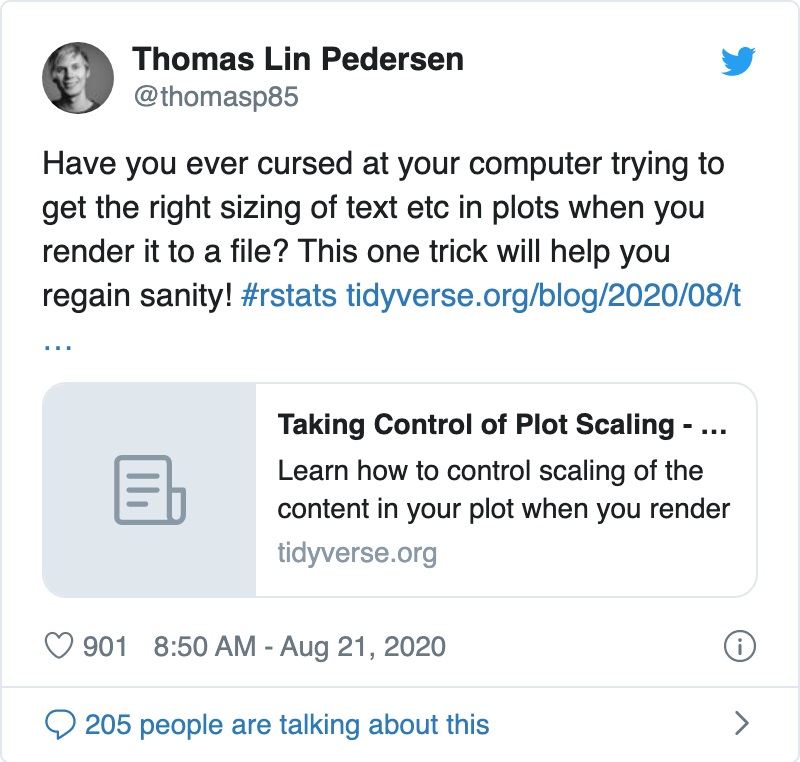 Thomas Lin Pedersen
@thomasp85
Have you ever cursed at your computer trying to
get the right sizing of text etc in plots when you
render it to a file? This one trick will help you
regain sanity! #rstats tidyverse.org/blog/2020/08/t
…
Taking Control of Plot Scaling - ...
Learn how to control scaling of the
content in your plot when you render
tidyverse.org
901 8:50 AM - Aug 21, 2020
205 people are talking about this